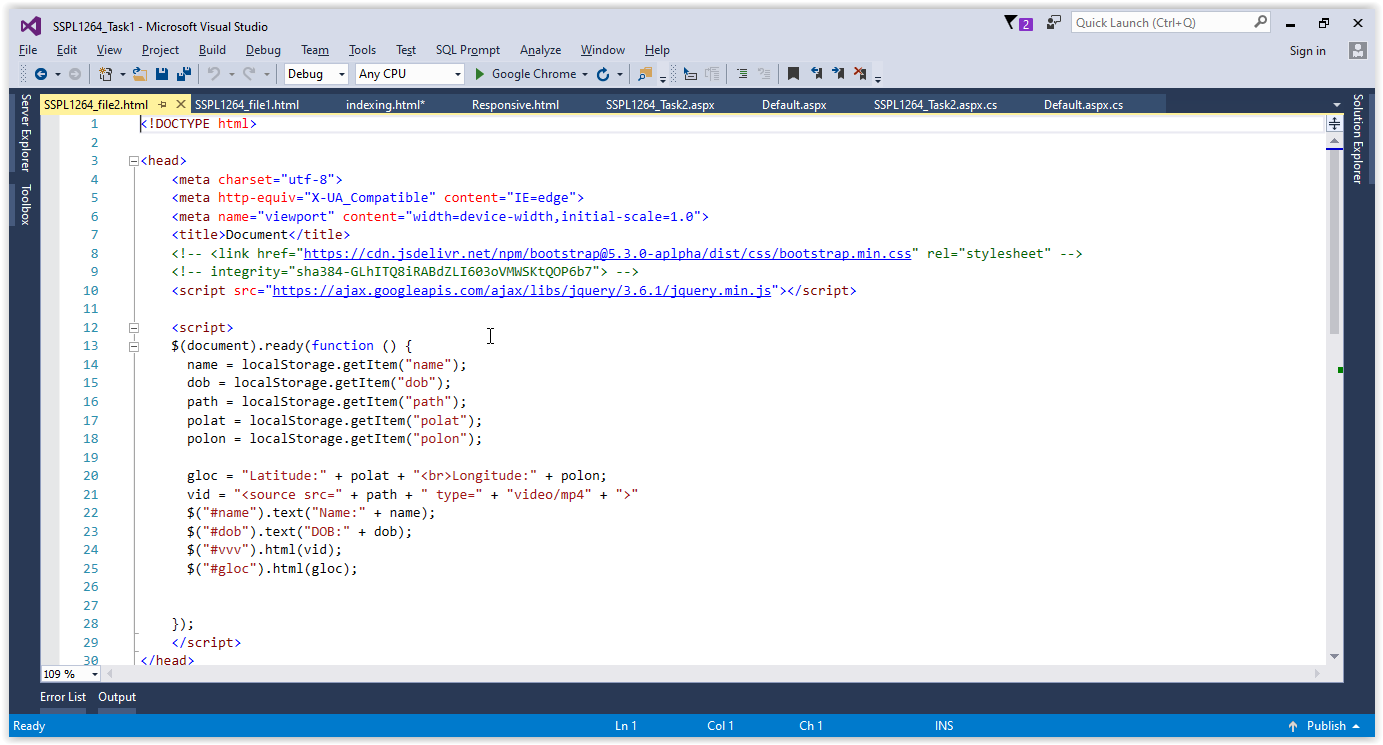 SSPL1264_Task1 - Microsoft Visual Studio
2
Quick Launch (Ctrl+Q)
File Edit View Project Build Debug Team Tools Test SQL Prompt Analyze Window Help
Sign in
Debug Any CPU Google Chrome
Server Explorer
Toolbox
SSPL1264_file2.html SSPL1264_file1.html indexing.html* Responsive.html SSPL1264_Task2.aspx Default.aspx SSPL1264_Task2.aspx.cs Default.aspx.cs
Solution Explorer
1 <!DOCTYPE html>
2
3 <head>
4 <meta charset="utf-8">
5 <meta http-equiv="X-UA_Compatible" content="IE=edge">
6 <meta name="viewport" content="width=device-width,initial-scale=1.0">
7 <title>Document</title>
8 <!-- <link href="https://cdn.jsdelivr.net/npm/bootstrap@5.3.0-aplpha/dist/css/bootstrap.min.css" rel="stylesheet" -->
9 <!-- integrity="sha384-GLhITQ8iRABdZLI603oVMWSKtQOP6b7"> -->
10 <script src="https://ajax.googleapis.com/ajax/libs/jquery/3.6.1/jquery.min.js"></script>
11
12 <script>
13 $(document).ready(function () {
14 name = localStorage.getItem("name");
15 dob = localStorage.getItem("dob");
16 path = localStorage.getItem("path");
17 polat = localStorage.getItem("polat");
18 polon = localStorage.getItem("polon");
19
20 gloc = "Latitude:" + polat + "<br>Longitude:" + polon;
21 vid = "<source src=" + path + " type=" + "video/mp4" + ">"
22 $("#name").text("Name:" + name);
23 $("#dob").text("DOB:" + dob);
24 $("#vvv").html(vid);
25 $("#gloc").html(gloc);
26
27
28 });
29 </script>
30 </head>
109 %
Error List Output
Ready Ln 1 Col 1 Ch 1 INS Publish